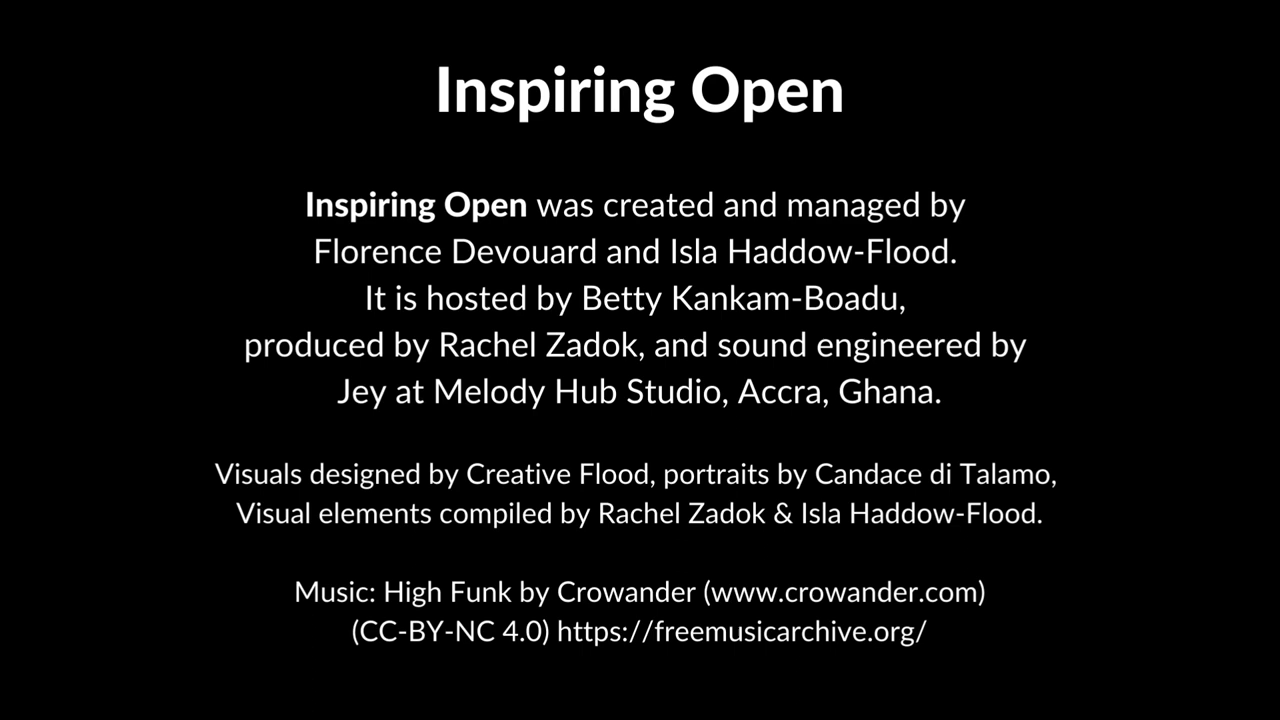 Inspiring Open
Inspiring Open was created and managed by
Florence Devouard and Isla Haddow-Flood.
It is hosted by Betty Kankam-Boadu,
produced by Rachel Zadok, and sound engineered by
Jey at Melody Hub Studio, Accra, Ghana.
Visuals designed by Creative Flood, portraits by Candace di Talamo,
Visual elements compiled by Rachel Zadok & Isla Haddow-Flood.
Music: High Funk by Crowander (www.crowander.com)
(CC-BY-NC 4.0) https://freemusicarchive.org/